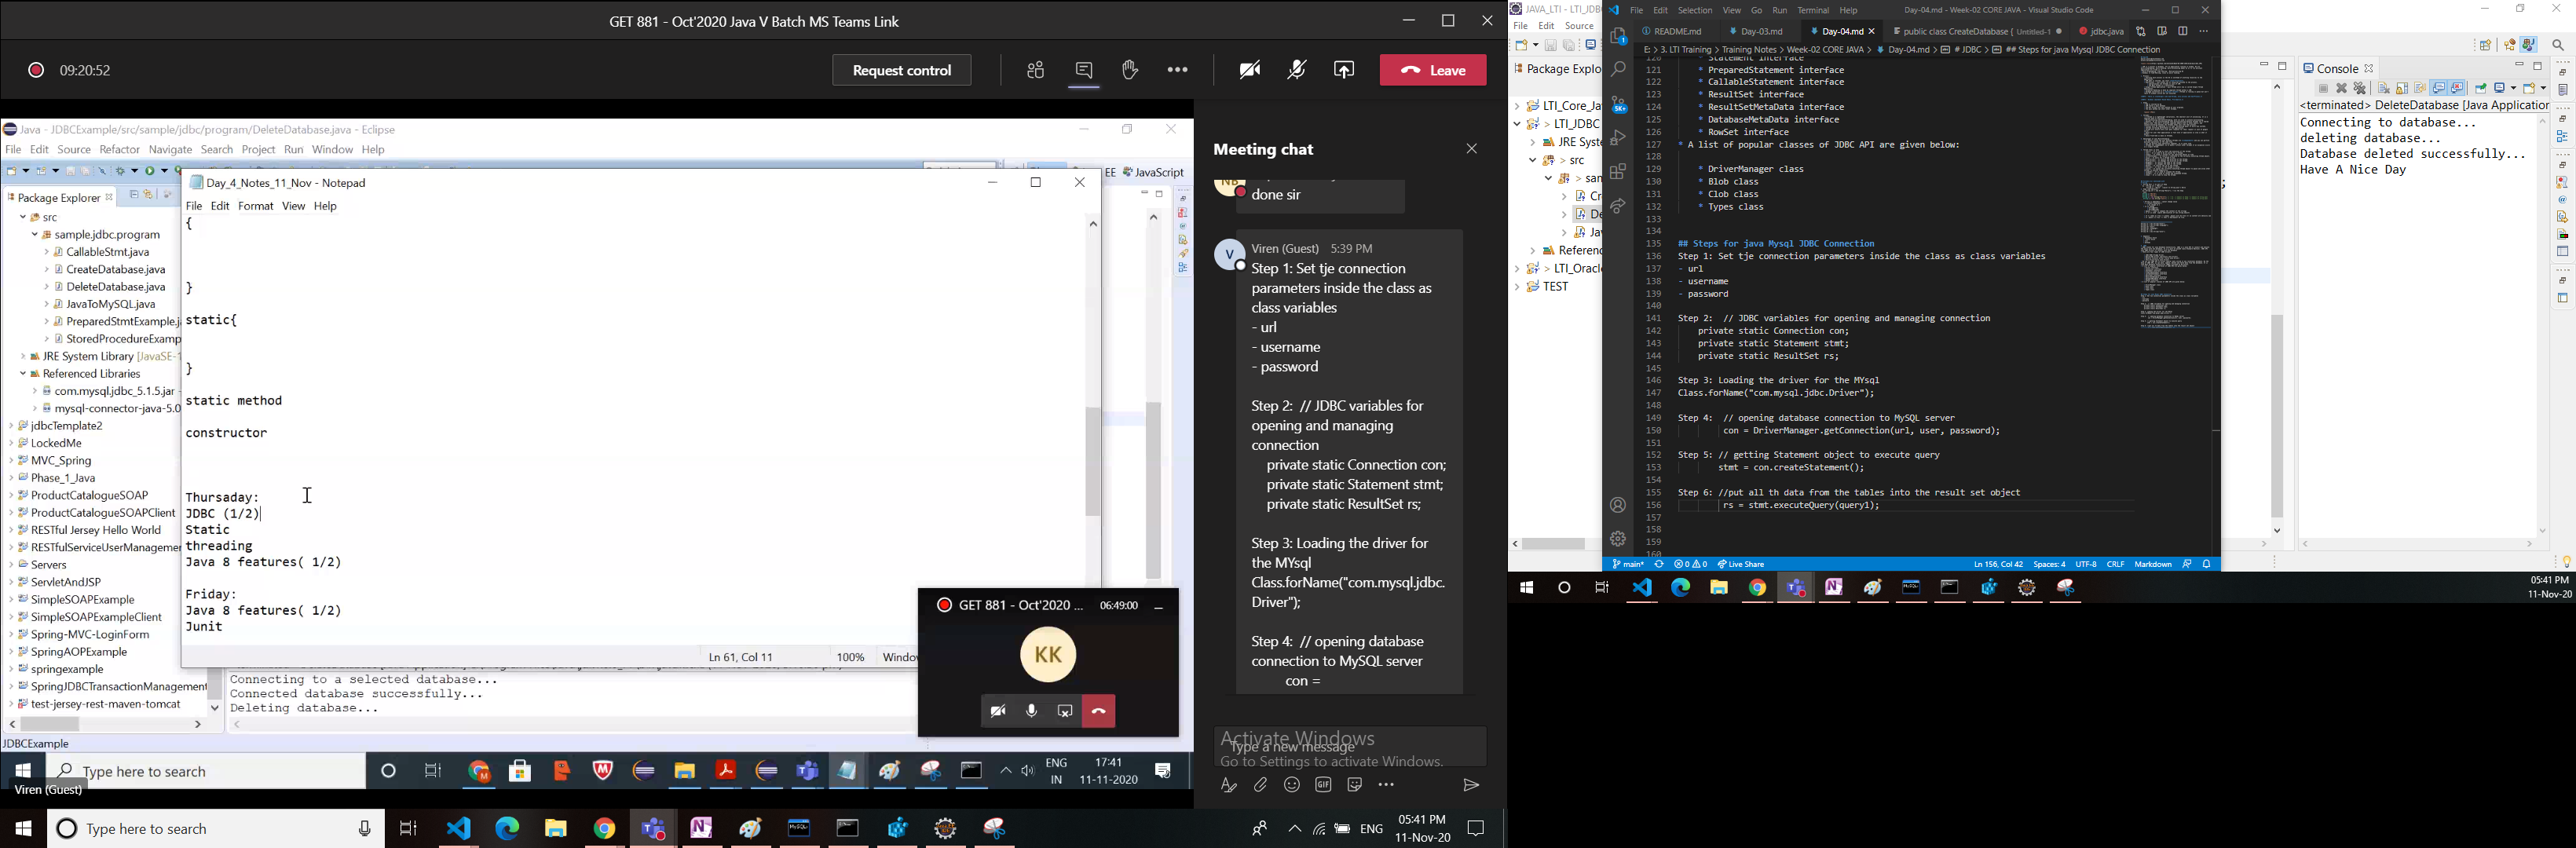 GET 881 - Oct'2020 Java V Batch MS Teams Link
09:20:52
Request control
Leave
Java - JDBCExample/src/sample/jdbc/program/DeleteDatabase.java - Eclipse
File Edit Source Refactor Navigate Search Project Run Window Help
EE JavaScript
Package Explorer
src
sample.jdbc.program
CallableStmt.java
CreateDatabase.java
DeleteDatabase.java
JavaToMySQL.java
PreparedStmtExample.j
StoredProcedureExamp
JRE System Library [JavaSE-1
Referenced Libraries
com.mysql.jdbc_5.1.5.jar -
mysql-connector-java-5.0
jdbcTemplate2
LockedMe
MVC_Spring
Phase_1_Java
ProductCatalogueSOAP
ProductCatalogueSOAPClient
RESTful Jersey Hello World
RESTfulServiceUserManagemer
Servers
ServletAndJSP
SimpleSOAPExample
SimpleSOAPExampleClient
Spring-MVC-LoginForm
SpringAOPExample
springexample
SpringJDBCTransactionManagement
test-jersey-rest-maven-tomcat
JDBCExample
Day_4_Notes_11_Nov - Notepad
File Edit Format View Help
{
}
static{
}
static method
constructor
Thursaday:
JDBC (1/2)
Static
threading
Java 8 features( 1/2)
Friday:
Java 8 features( 1/2)
Junit
Ln 61, Col 11
100%
Windov
Connecting to a selected database...
Connected database successfully...
Deleting database...
GET 881 - Oct'2020 ...
06:49:00
KK
Type here to search
ENG
IN
17:41
11-11-2020
Viren (Guest)
Meeting chat
NB
done sir
V
Viren (Guest) 5:39 PM
Step 1: Set tje connection
parameters inside the class as
class variables
- url
- username
- password
Step 2: // JDBC variables for
opening and managing
connection
private static Connection con;
private static Statement stmt;
private static ResultSet rs;
Step 3: Loading the driver for
the MYsql
Class.forName("com.mysql.jdbc.
Driver");
Step 4: // opening database
connection to MySQL server
con =
Type a new message
Activate Windows
Go to Settings to activate Windows.
GIF
Type here to search
ENG
05:41 PM
11-Nov-20
JAVA_LTI - LTI_JDB
File Edit Source
Package Explo
LTI_Core_Ja
LTI_JDBC
JRE Syste
src
san
Cr
De
Jav
Referenc
LTI_Oracl
TEST
File Edit Selection View Go Run Terminal Help
Day-04.md - Week-02 CORE JAVA - Visual Studio Code
README.md
Day-03.md
Day-04.md
public class CreateDatabase { Untitled-1
jdbc.java
E: > 3. LTI Training > Training Notes > Week-02 CORE JAVA > Day-04.md > # JDBC > ## Steps for java Mysql JDBC Connection
120 * Statement interface
121 * PreparedStatement interface
122 * CallableStatement interface
123 * ResultSet interface
124 * ResultSetMetaData interface
125 * DatabaseMetaData interface
126 * RowSet interface
127 * A list of popular classes of JDBC API are given below:
128
129 * DriverManager class
130 * Blob class
131 * Clob class
132 * Types class
133
134
135 ## Steps for java Mysql JDBC Connection
136 Step 1: Set tje connection parameters inside the class as class variables
137 - url
138 - username
139 - password
140
141 Step 2: // JDBC variables for opening and managing connection
142 private static Connection con;
143 private static Statement stmt;
144 private static ResultSet rs;
145
146 Step 3: Loading the driver for the MYsql
147 Class.forName("com.mysql.jdbc.Driver");
148
149 Step 4: // opening database connection to MySQL server
150 con = DriverManager.getConnection(url, user, password);
151
152 Step 5: // getting Statement object to execute query
153 stmt = con.createStatement();
154
155 Step 6: //put all th data from the tables into the result set object
156 rs = stmt.executeQuery(query1);
157
158
159
160
main*
0 0
Live Share
Ln 156, Col 42
Spaces: 4
UTF-8
CRLF
Markdown
Console
<terminated> DeleteDatabase [Java Application
Connecting to database...
deleting database...
Database deleted successfully...
Have A Nice Day
05:41 PM
11-Nov-20